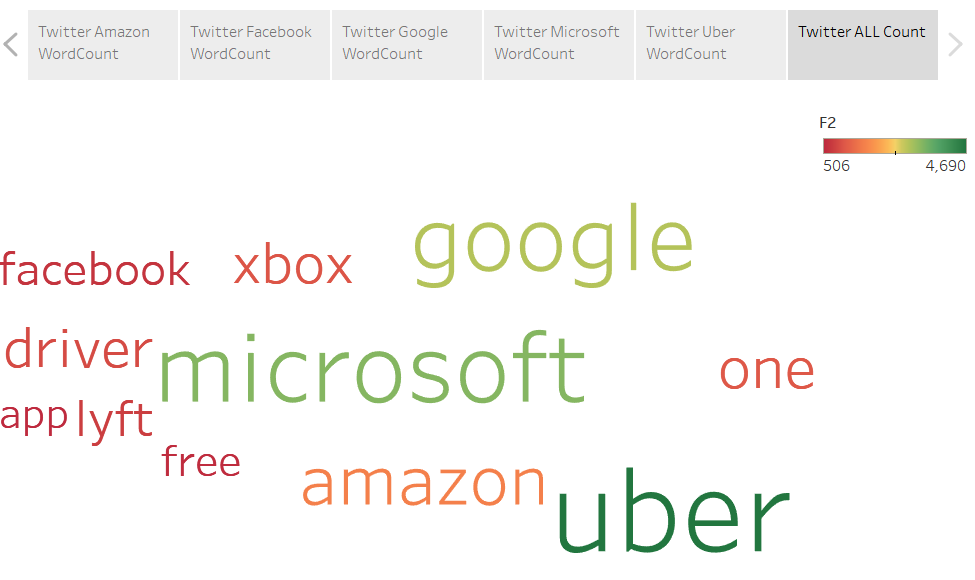 Twitter Amazon
WordCount
Twitter Facebook
WordCount
Twitter Google
WordCount
Twitter Microsoft
WordCount
Twitter Uber
WordCount
Twitter ALL Count
F2
506 4,690
google
facebook xbox
driver microsoft one
app lyft
free
amazon uber